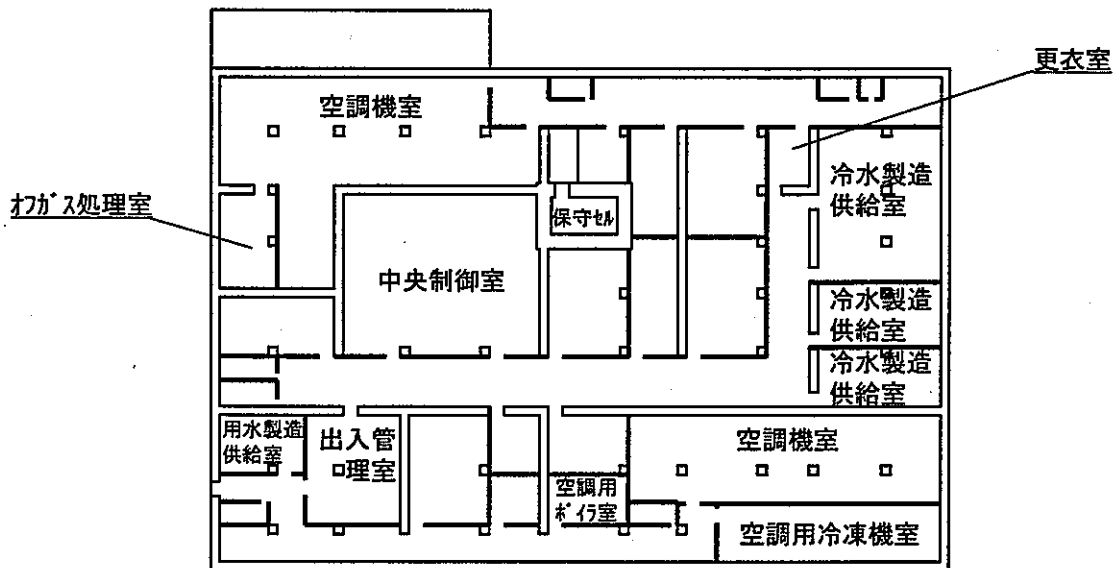 更衣室
空調機室
冷水製造
供給室
オフガス処理室
保守セル
中央制御室
冷水製造
供給室
冷水製造
供給室
用水製造
供給室
出入管
理室
空調機室
空調用
ボイラ室
空調用冷凍機室